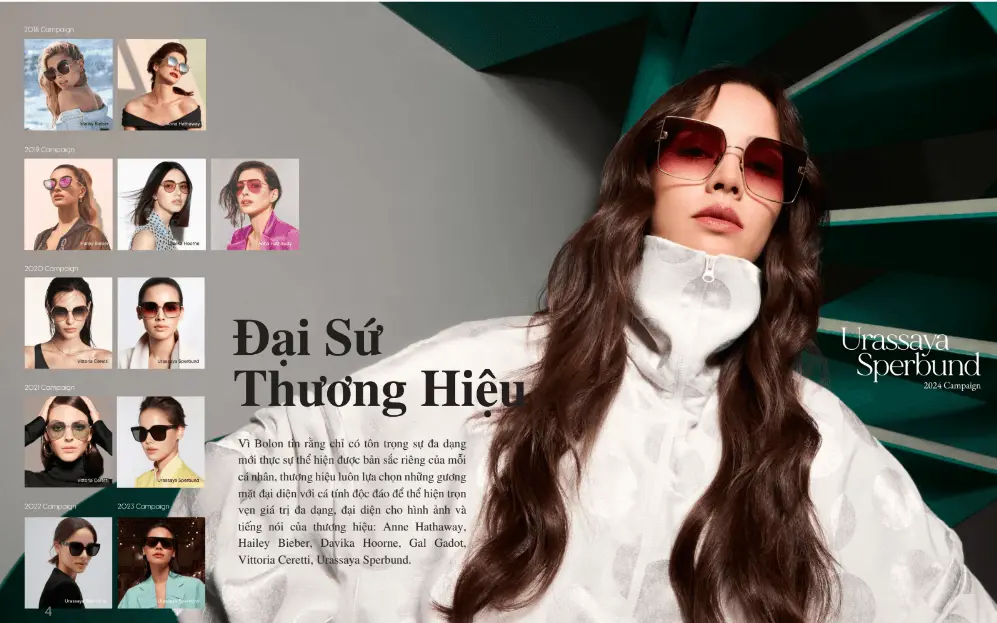 2018 Campaign
Hailey Bieber
Anne Hathaway
2019 Campaign
Hailey Bieber
Davika Hoorne
Anne Hathaway
2020 Campaign
Vittoria Ceretti
Urassaya Sperbund
2021 Campaign
Vittoria Ceretti
Urassaya Sperbund
2022 Campaign
2023 Campaign
Urassaya Sperbund
Urassaya Sperbund
4
Đại Sứ
Thương Hiệu
Vì Bolon tin rằng chỉ có tôn trọng sự đa dạng
mới thực sự thể hiện được bản sắc riêng của mỗi
cá nhân, thương hiệu luôn lựa chọn những gương
mặt đại diện với cá tính độc đáo để thể hiện trọn
vẹn giá trị đa dạng, đại diện cho hình ảnh và
tiếng nói của thương hiệu: Anne Hathaway,
Hailey Bieber, Davika Hoorne, Gal Gadot,
Vittoria Ceretti, Urassaya Sperbund.
Urassaya
Sperbund
2024 Campaign